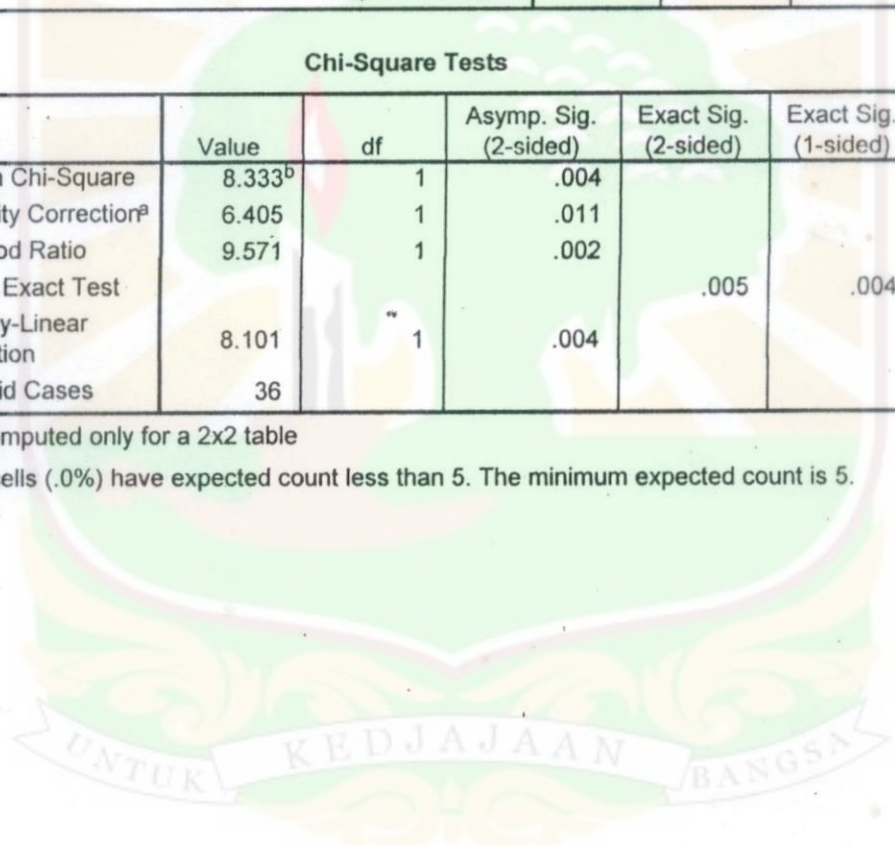 Chi-Square Tests
Value df Asymp. Sig. (2-sided) Exact Sig. (2-sided) Exact Sig. (1-sided)
Chi-Square 8.333b 1 .004
ity Correctiona 6.405 1 .011
od Ratio 9.571 1 .002
Exact Test .005 .004
y-Linear
tion 8.101 1 .004
id Cases 36
mputed only for a 2x2 table
ells (.0%) have expected count less than 5. The minimum expected count is 5.
UNTUK KEDJAJAAN BANGSA